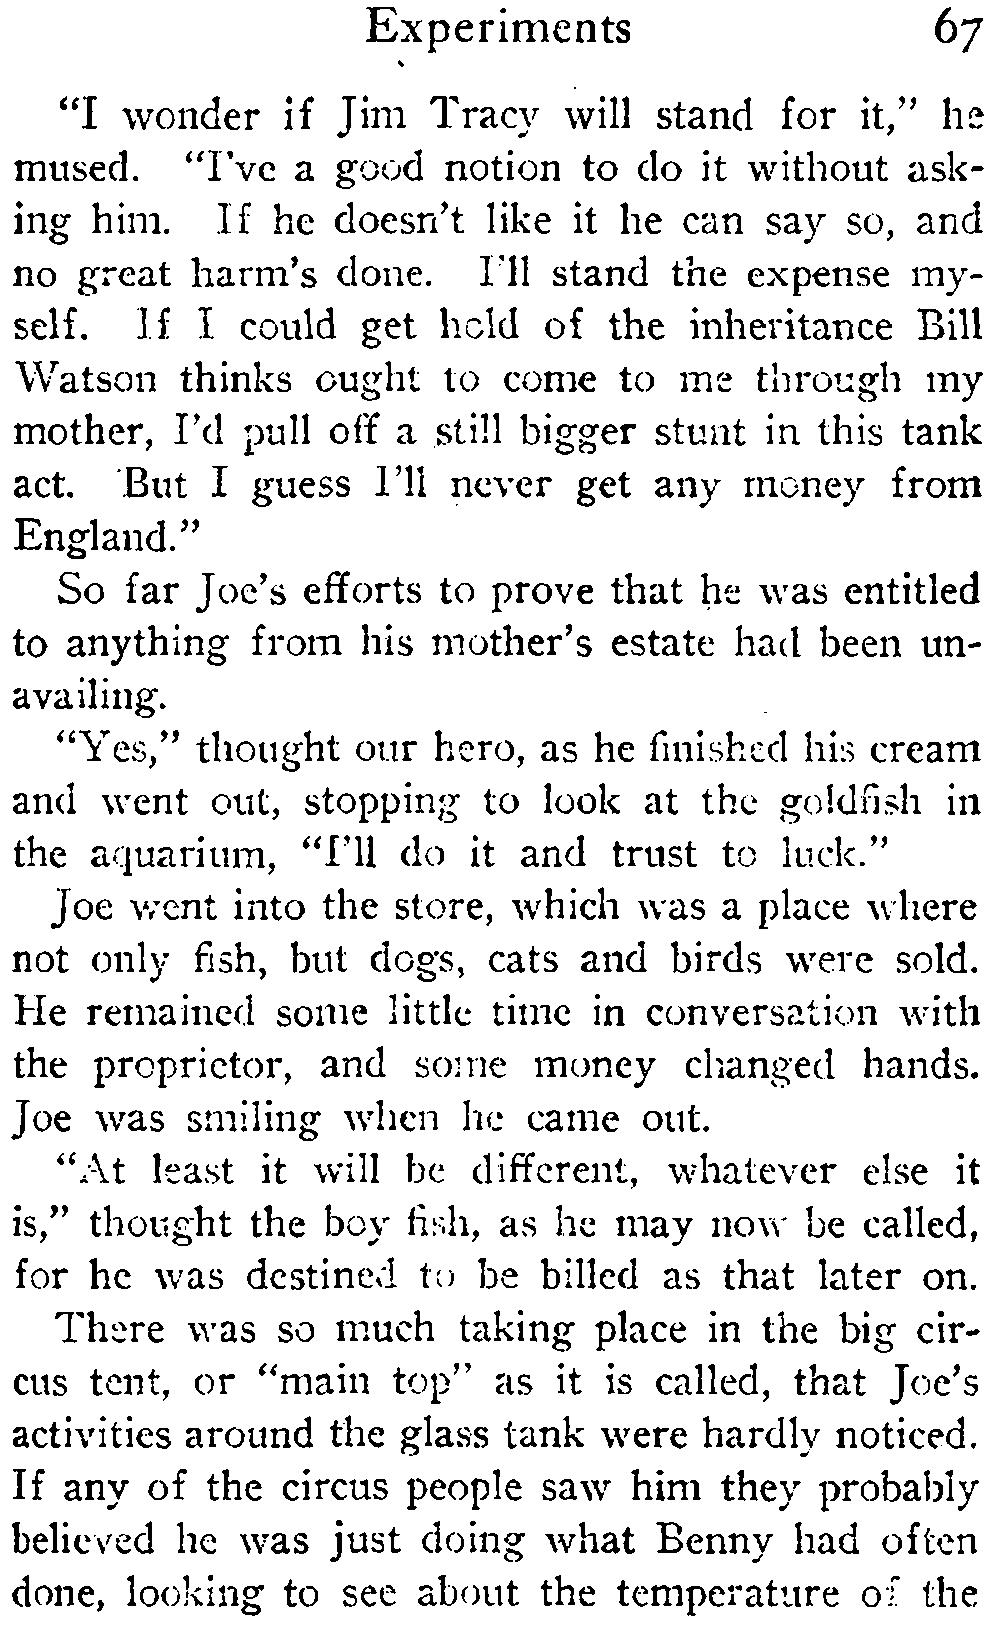 Experiments 67
"I wonder if Jim Tracy will stand for it," he
mused. "I've a good notion to do it without ask-
ing him. If he doesn't like it he can say so, and
no great harm's done. I'll stand the expense my-
self. If I could get hold of the inheritance Bill
Watson thinks ought to come to me through my
mother, I'd pull off a still bigger stunt in this tank
act. But I guess I'll never get any money from
England."
So far Joe's efforts to prove that he was entitled
to anything from his mother's estate had been un-
availing.
"Yes," thought our hero, as he finished his cream
and went out, stopping to look at the goldfish in
the aquarium, "I'll do it and trust to luck."
Joe went into the store, which was a place where
not only fish, but dogs, cats and birds were sold.
He remained some little time in conversation with
the proprietor, and some money changed hands.
Joe was smiling when he came out.
"At least it will be different, whatever else it
is," thought the boy fish, as he may now be called,
for he was destined to be billed as that later on.
There was so much taking place in the big cir-
cus tent, or "main top" as it is called, that Joe's
activities around the glass tank were hardly noticed.
If any of the circus people saw him they probably
believed he was just doing what Benny had often
done, looking to see about the temperature of the